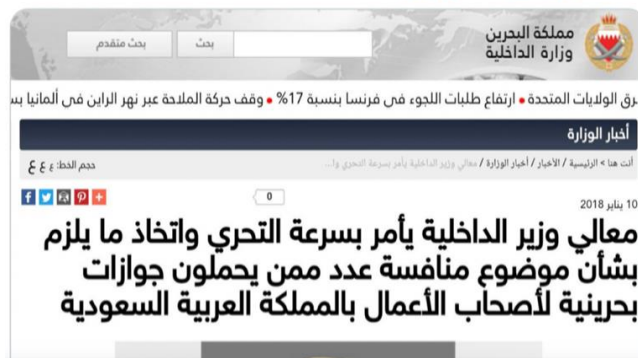 مملكة البحرين
وزارة الداخلية
بحث
بحث متقدم
رق الولايات المتحدة • ارتفاع طلبات اللجوء في فرنسا بنسبة 17% • وقف حركة الملاحة عبر نهر الراين في ألمانيا بس
أخبار الوزارة
أنت هنا > الرئيسية / الأخبار / أخبار الوزارة / معالي وزير الداخلية يأمر بسرعة التحري وا...
حجم الخط: ع ع ع
0
10 يناير 2018
معالي وزير الداخلية يأمر بسرعة التحري واتخاذ ما يلزم
بشأن موضوع منافسة عدد ممن يحملون جوازات
بحرينية لأصحاب الأعمال بالمملكة العربية السعودية